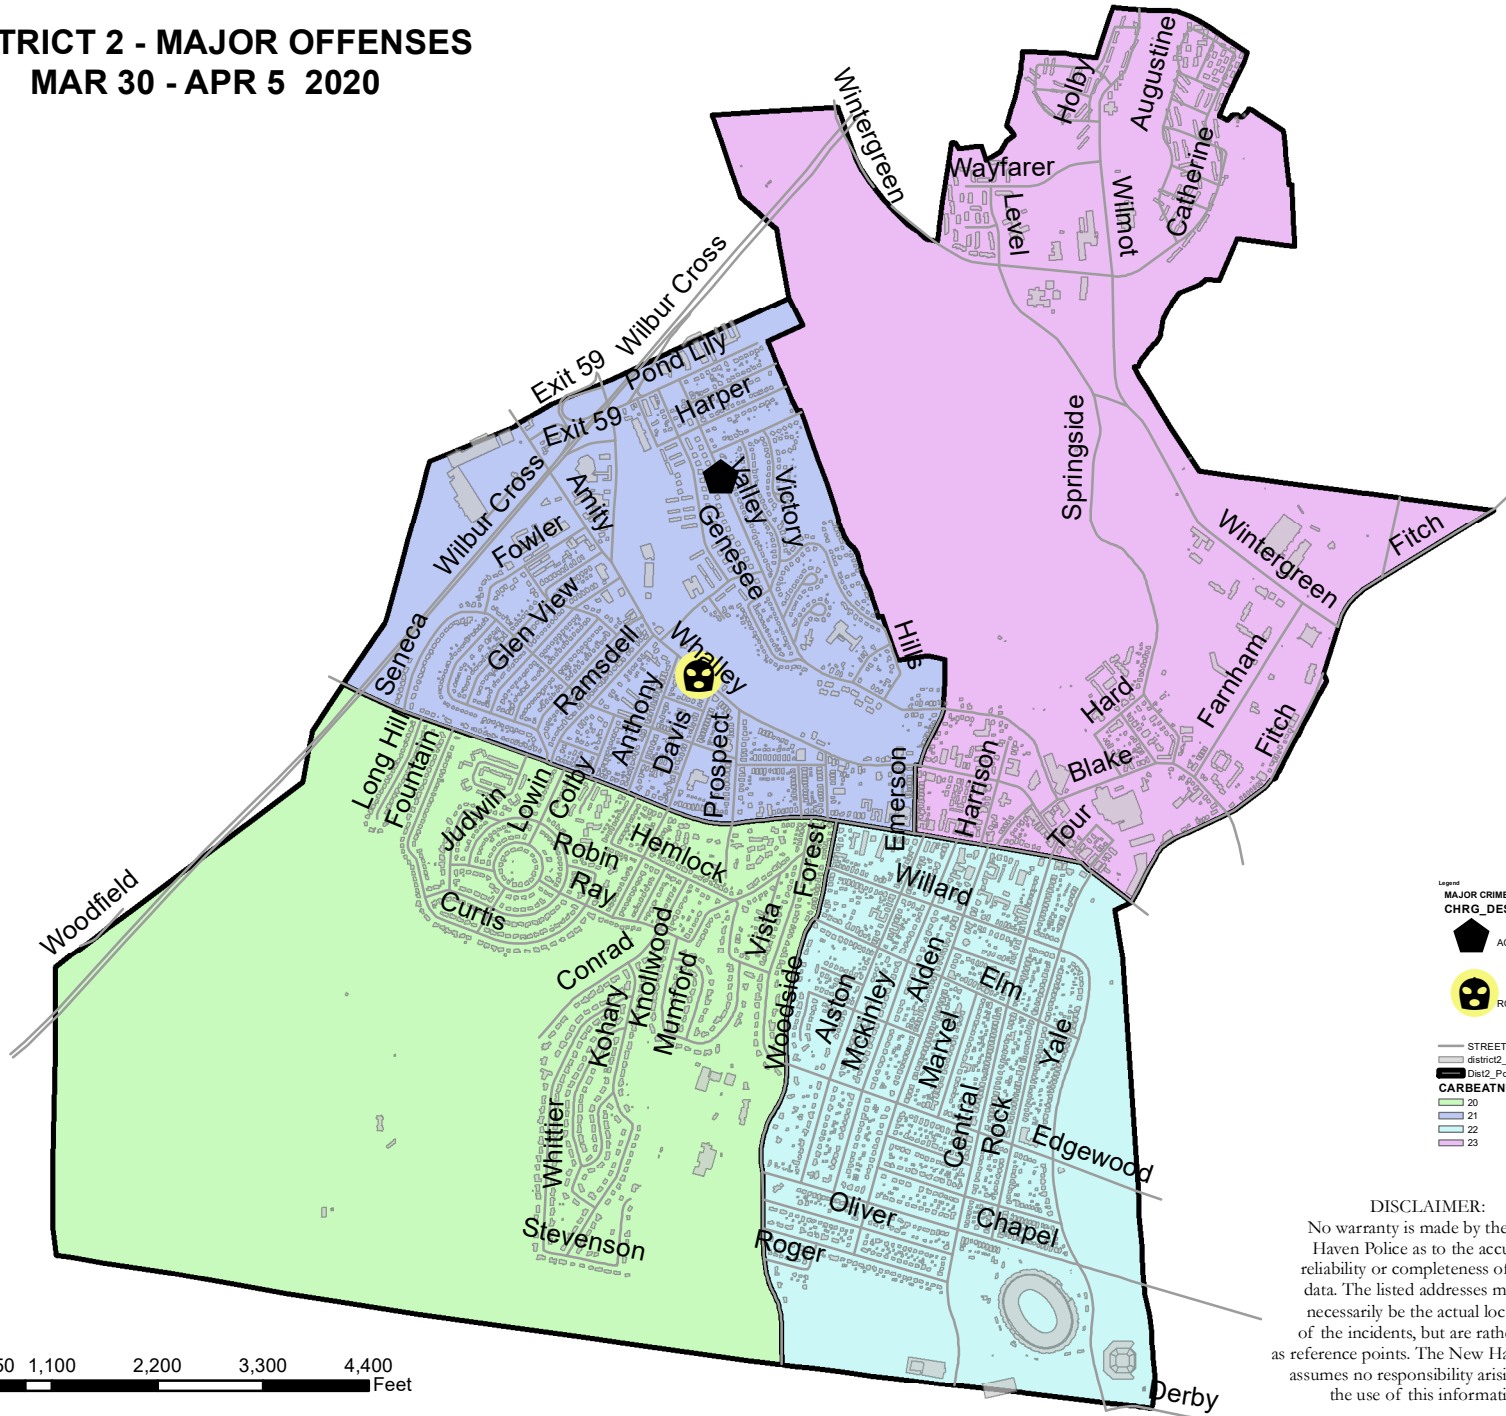 TRICT 2 - MAJOR OFFENSES
MAR 30 - APR 5 2020
Wintergreen
Holby
Augustine
Wayfarer
Level
Wilmot
Catherine
Wilbur Cross
Exit 59
Pond Lily
Exit 59
Harper
Wilbur Cross
Amity
Fowler
Valley
Victory
Genesee
Springside
Wintergreen
Fitch
Glen View
Seneca
Ramsdell
Whalley
Hills
Anthony
Davis
Prospect
Hard
Farnham
Fitch
Blake
Harrison
Tour
Emerson
Long Hill
Fountain
Judwin
Lowin
Colby
Robin
Ray
Hemlock
Forest
Curtis
Willard
Woodfield
Conrad
Knollwood
Vista
Mumford
Kohary
Woodside
Alston
Mckinley
Alden
Elm
Marvel
Yale
Central
Rock
Edgewood
Whittier
Stevenson
Oliver
Roger
Chapel
Derby
50 1,100 2,200 3,300 4,400
Feet
Legend
MAJOR CRIME
CHRG_DES
AG
RO
STREET
district2_
Dist2_Po
CARBEATN
20
21
22
23
DISCLAIMER:
No warranty is made by the
Haven Police as to the accu
reliability or completeness of
data. The listed addresses m
necessarily be the actual loc
of the incidents, but are rathe
as reference points. The New Ha
assumes no responsibility arisi
the use of this informati